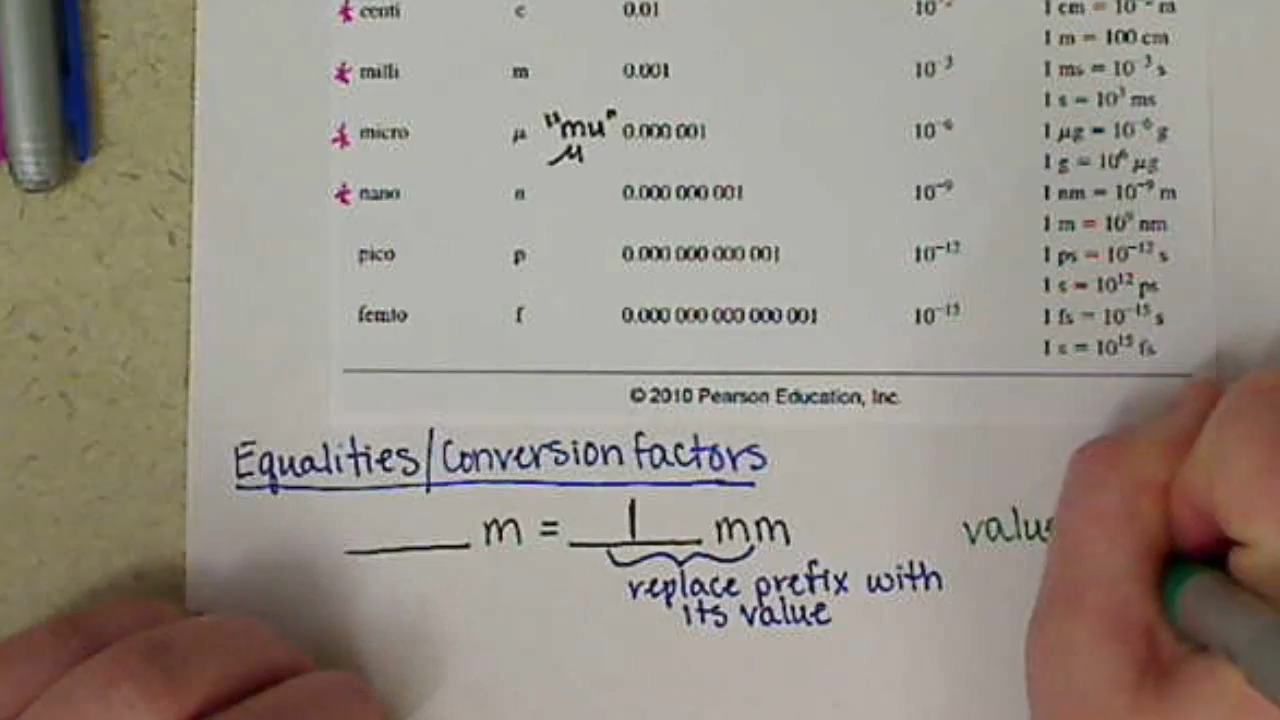 centi c 0.01 1 cm = 10⁻² m
1 m = 100 cm
milli m 0.001 10⁻³ 1 ms = 10⁻³ s
1 s = 10³ ms
"mu"
micro μ 0.000 001 10⁻⁶ 1 μg = 10⁻⁶ g
μ
1 g = 10⁶ μg
nano n 0.000 000 001 10⁻⁹ 1 nm = 10⁻⁹ m
1 m = 10⁹ nm
pico p 0.000 000 000 001 10⁻¹² 1 ps = 10⁻¹² s
1 s = 10¹² ps
femto f 0.000 000 000 000 001 10⁻¹⁵ 1 fs = 10⁻¹⁵ s
1 s = 10¹⁵ fs
© 2010 Pearson Education, Inc.
Equalities/Conversion factors
____ m = __1__ mm
replace prefix with
its value